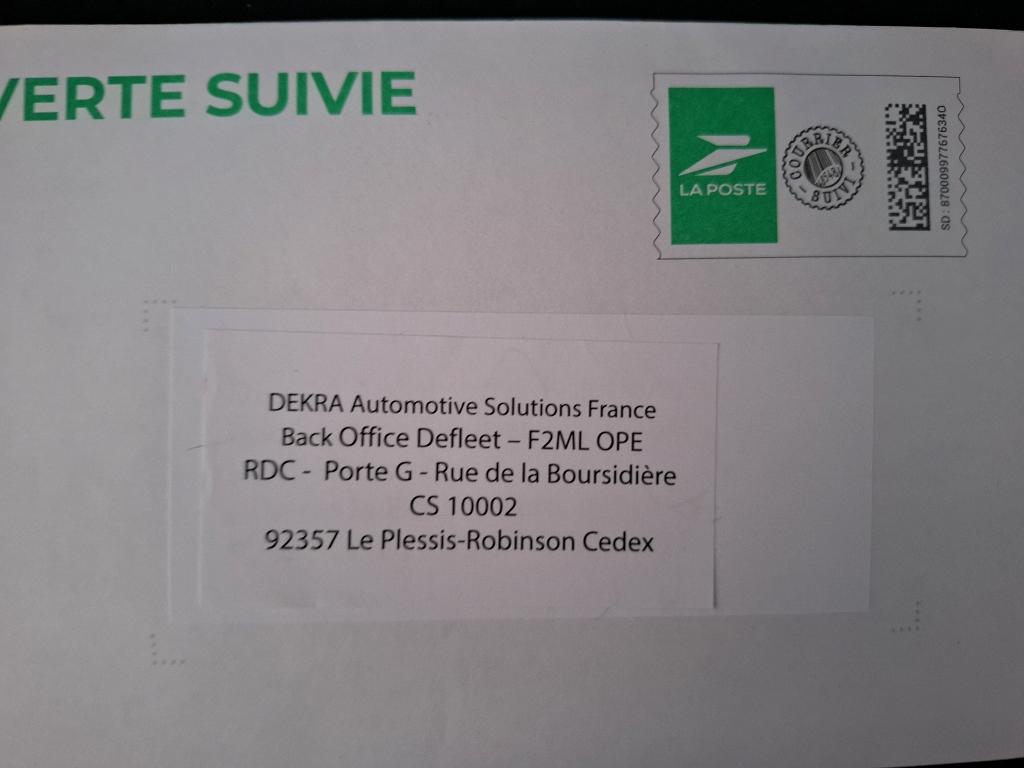 VERTE SUIVIE
LA POSTE
COURRIER
SUIVI
SD : 87000997767634O
DEKRA Automotive Solutions France
Back Office Defleet – F2ML OPE
RDC - Porte G - Rue de la Boursidière
CS 10002
92357 Le Plessis-Robinson Cedex